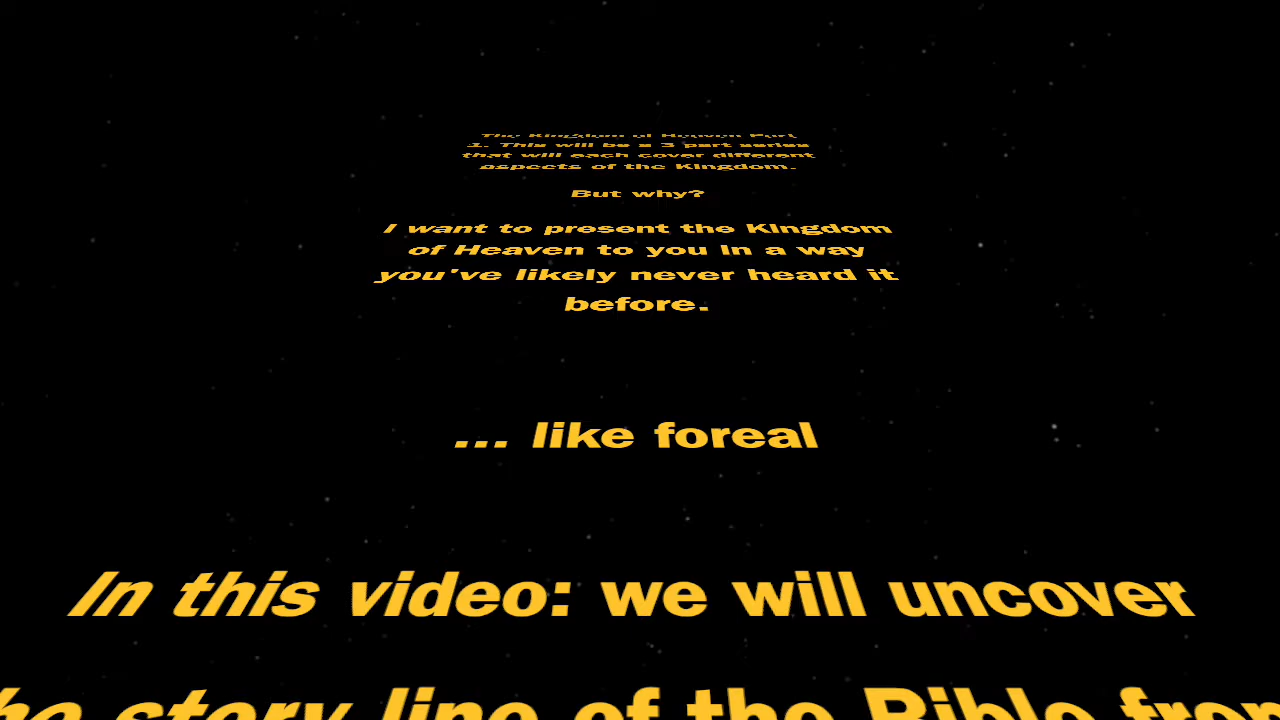 The Kingdom of Heaven Part
1. This will be a 3 part series
that will each cover different
aspects of the Kingdom.
But why?
I want to present the Kingdom
of Heaven to you in a way
you've likely never heard it
before.
... like foreal
In this video: we will uncover
story line of the Bible